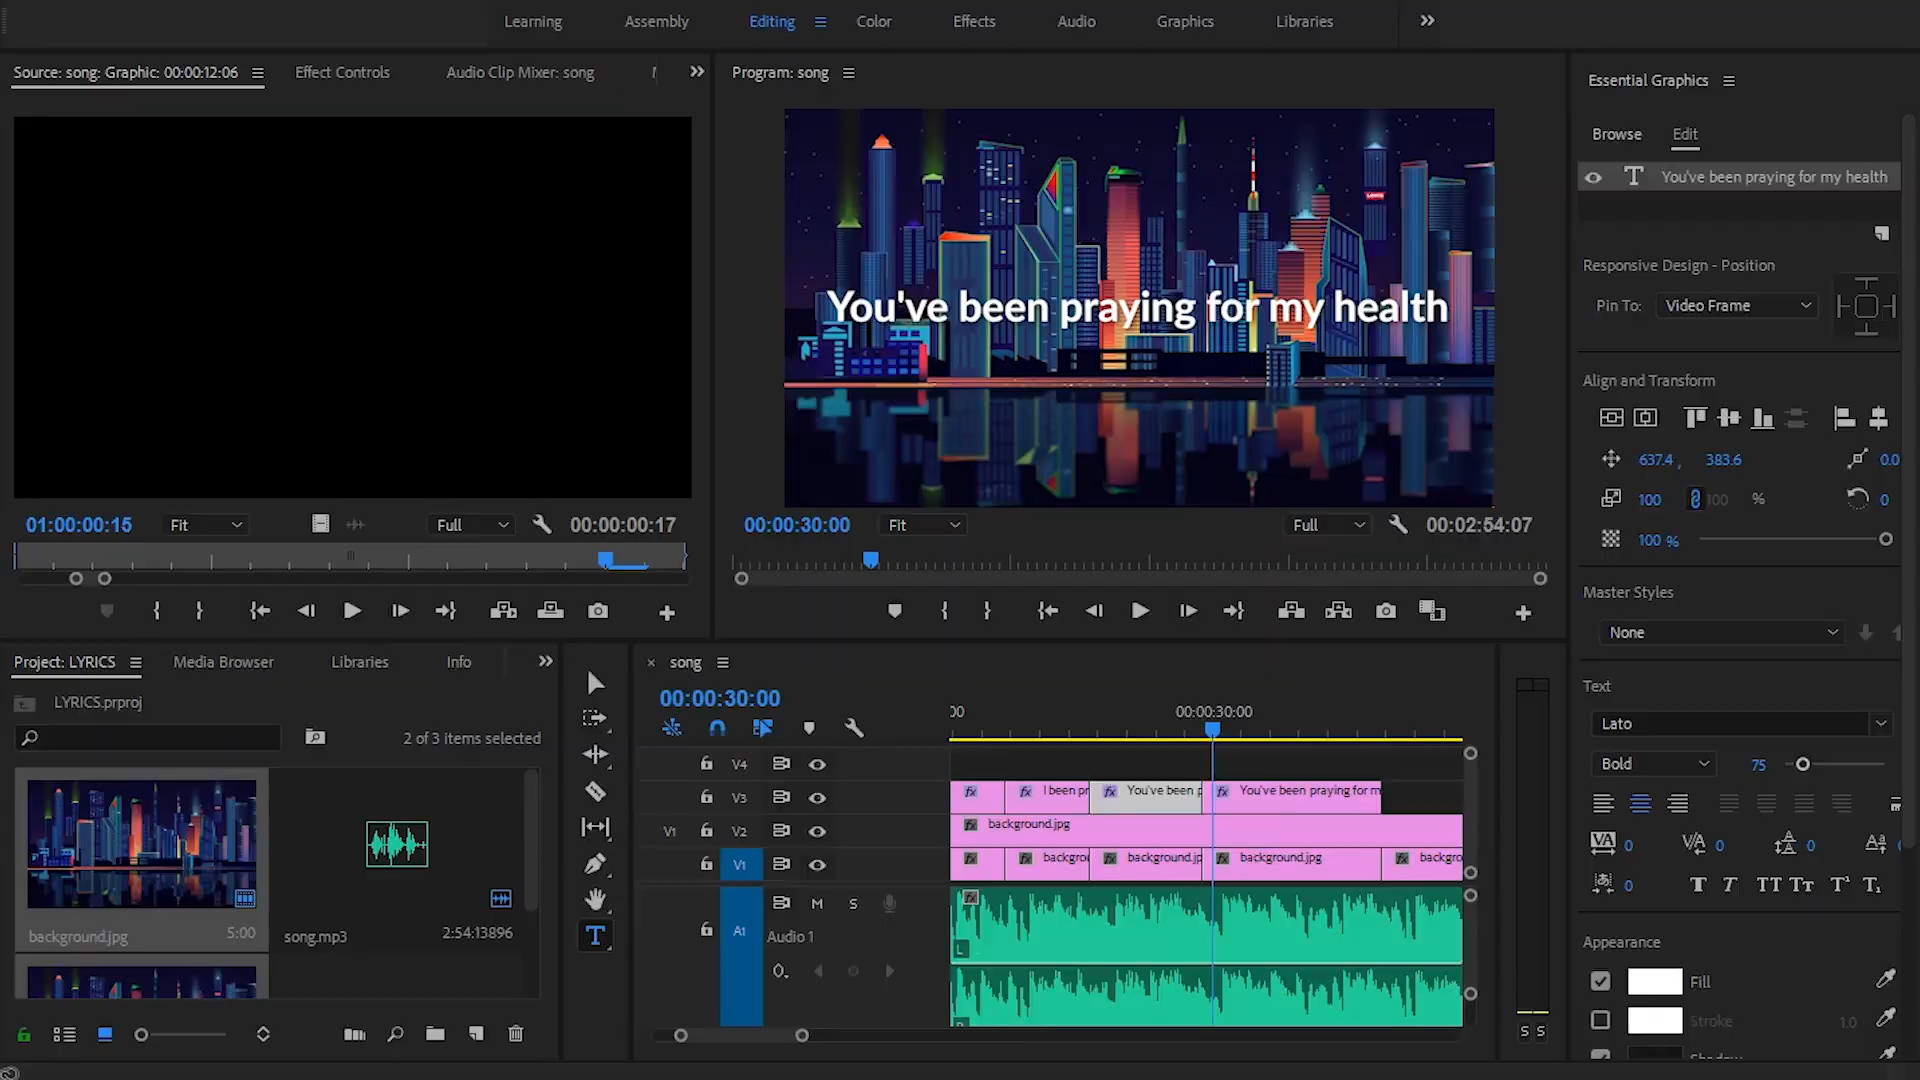 Learning Assembly Editing Color Effects Audio Graphics Libraries
Source: song: Graphic: 00:00:12:06 Effect Controls Audio Clip Mixer: song
Program: song
Essential Graphics
Browse Edit
You've been praying for my health
Responsive Design - Position
Pin To: Video Frame
You've been praying for my health
Align and Transform
637.4 , 383.6 0.0
100 100 % 0
100 %
01:00:00:15 Fit Full 00:00:00:17
00:00:30:00 Fit Full 00:02:54:07
Master Styles
None
Project: LYRICS Media Browser Libraries Info
LYRICS.prproj
2 of 3 items selected
background.jpg 5:00
song.mp3 2:54:13896
song
00:00:30:00
00 00:00:30:00
V4
V3 I been pr You've been p You've been praying for m
V1 V2 background.jpg
V1 backgrou background.jp background.jpg backgro
M S
A1 Audio 1
L
S S
Text
Lato
Bold 75
0 0 0
0 T T TT Tt T¹ T₁
Appearance
Fill
Stroke 1.0